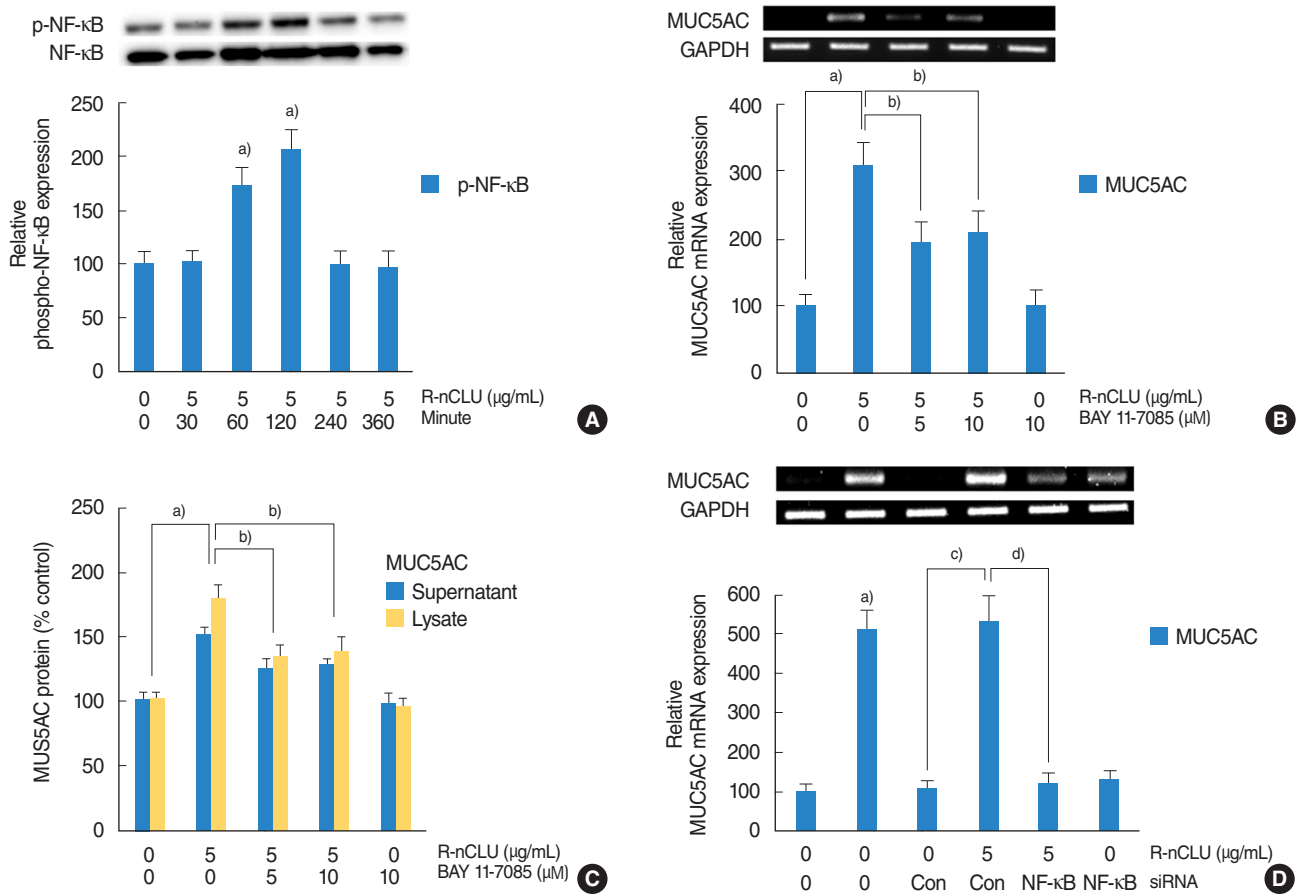 p-NF-κB
NF-κB
250
200
150
100
50
0
Relative
phospho-NF-κB expression
a)
a)
p-NF-κB
0 5 5 5 5 5 R-nCLU (μg/mL)
0 30 60 120 240 360 Minute
A
MUC5AC
GAPDH
400
300
200
100
0
Relative
MUC5AC mRNA expression
a)
b)
b)
MUC5AC
0 5 5 5 0 R-nCLU (μg/mL)
0 0 5 10 10 BAY 11-7085 (μM)
B
250
200
150
100
50
0
MUS5AC protein (% control)
a)
b)
b)
MUC5AC
Supernatant
Lysate
0 5 5 5 0 R-nCLU (μg/mL)
0 0 5 10 10 BAY 11-7085 (μM)
C
MUC5AC
GAPDH
600
500
400
300
200
100
0
Relative
MUC5AC mRNA expression
a)
c)
d)
MUC5AC
0 0 0 5 5 0 R-nCLU (μg/mL)
0 0 Con Con NF-κB NF-κB siRNA
D